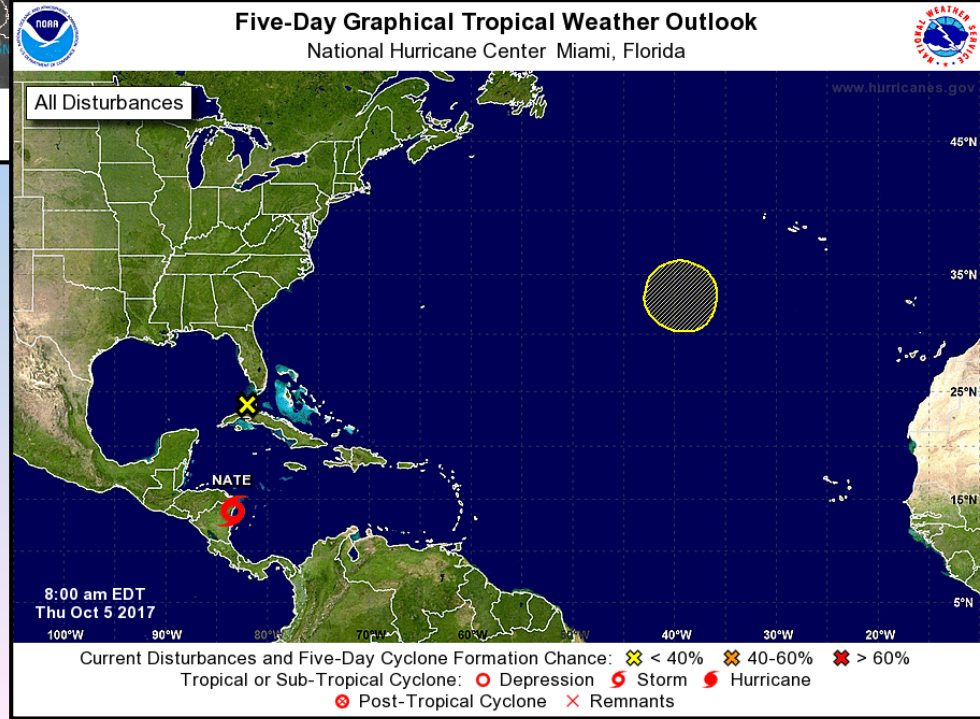 Five-Day Graphical Tropical Weather Outlook
National Hurricane Center Miami, Florida
NOAA
All Disturbances
www.hurricanes.gov
45°N
35°N
25°N
NATE
15°N
8:00 am EDT
Thu Oct 5 2017
5°N
100°W 90°W 80°W 70°W 60°W 50°W 40°W 30°W 20°W
Current Disturbances and Five-Day Cyclone Formation Chance: < 40% 40-60% > 60%
Tropical or Sub-Tropical Cyclone: Depression Storm Hurricane
Post-Tropical Cyclone Remnants